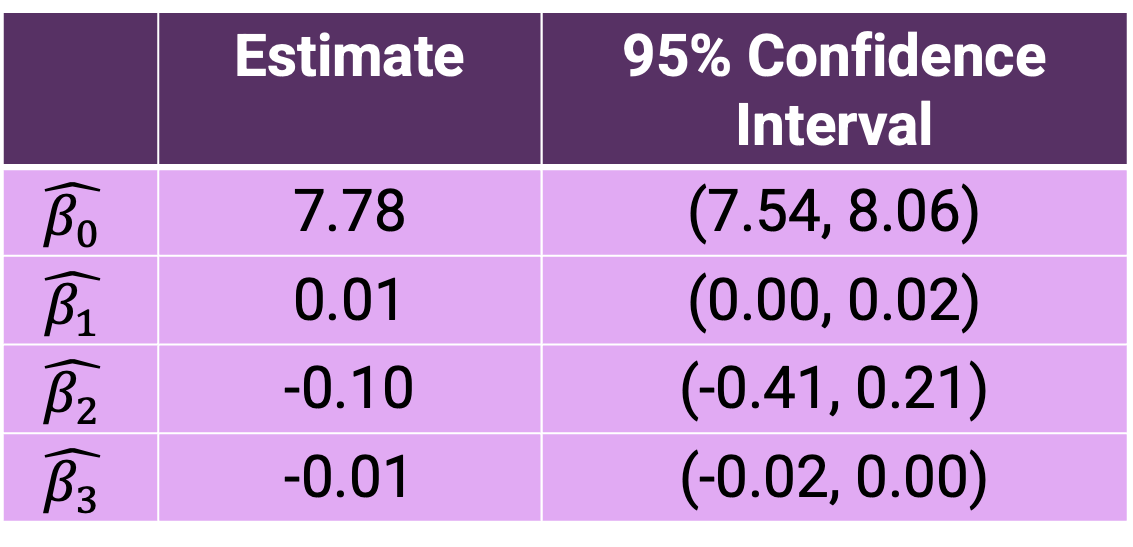 Estimate 95% Confidence
Interval
β̂₀ 7.78 (7.54, 8.06)
β̂₁ 0.01 (0.00, 0.02)
β̂₂ -0.10 (-0.41, 0.21)
β̂₃ -0.01 (-0.02, 0.00)